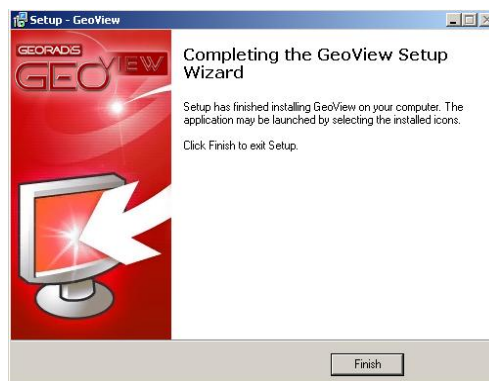 Setup - GeoView
GEORADIS
GEOVIEW
Completing the GeoView Setup
Wizard
Setup has finished installing GeoView on your computer. The
application may be launched by selecting the installed icons.
Click Finish to exit Setup.
Finish